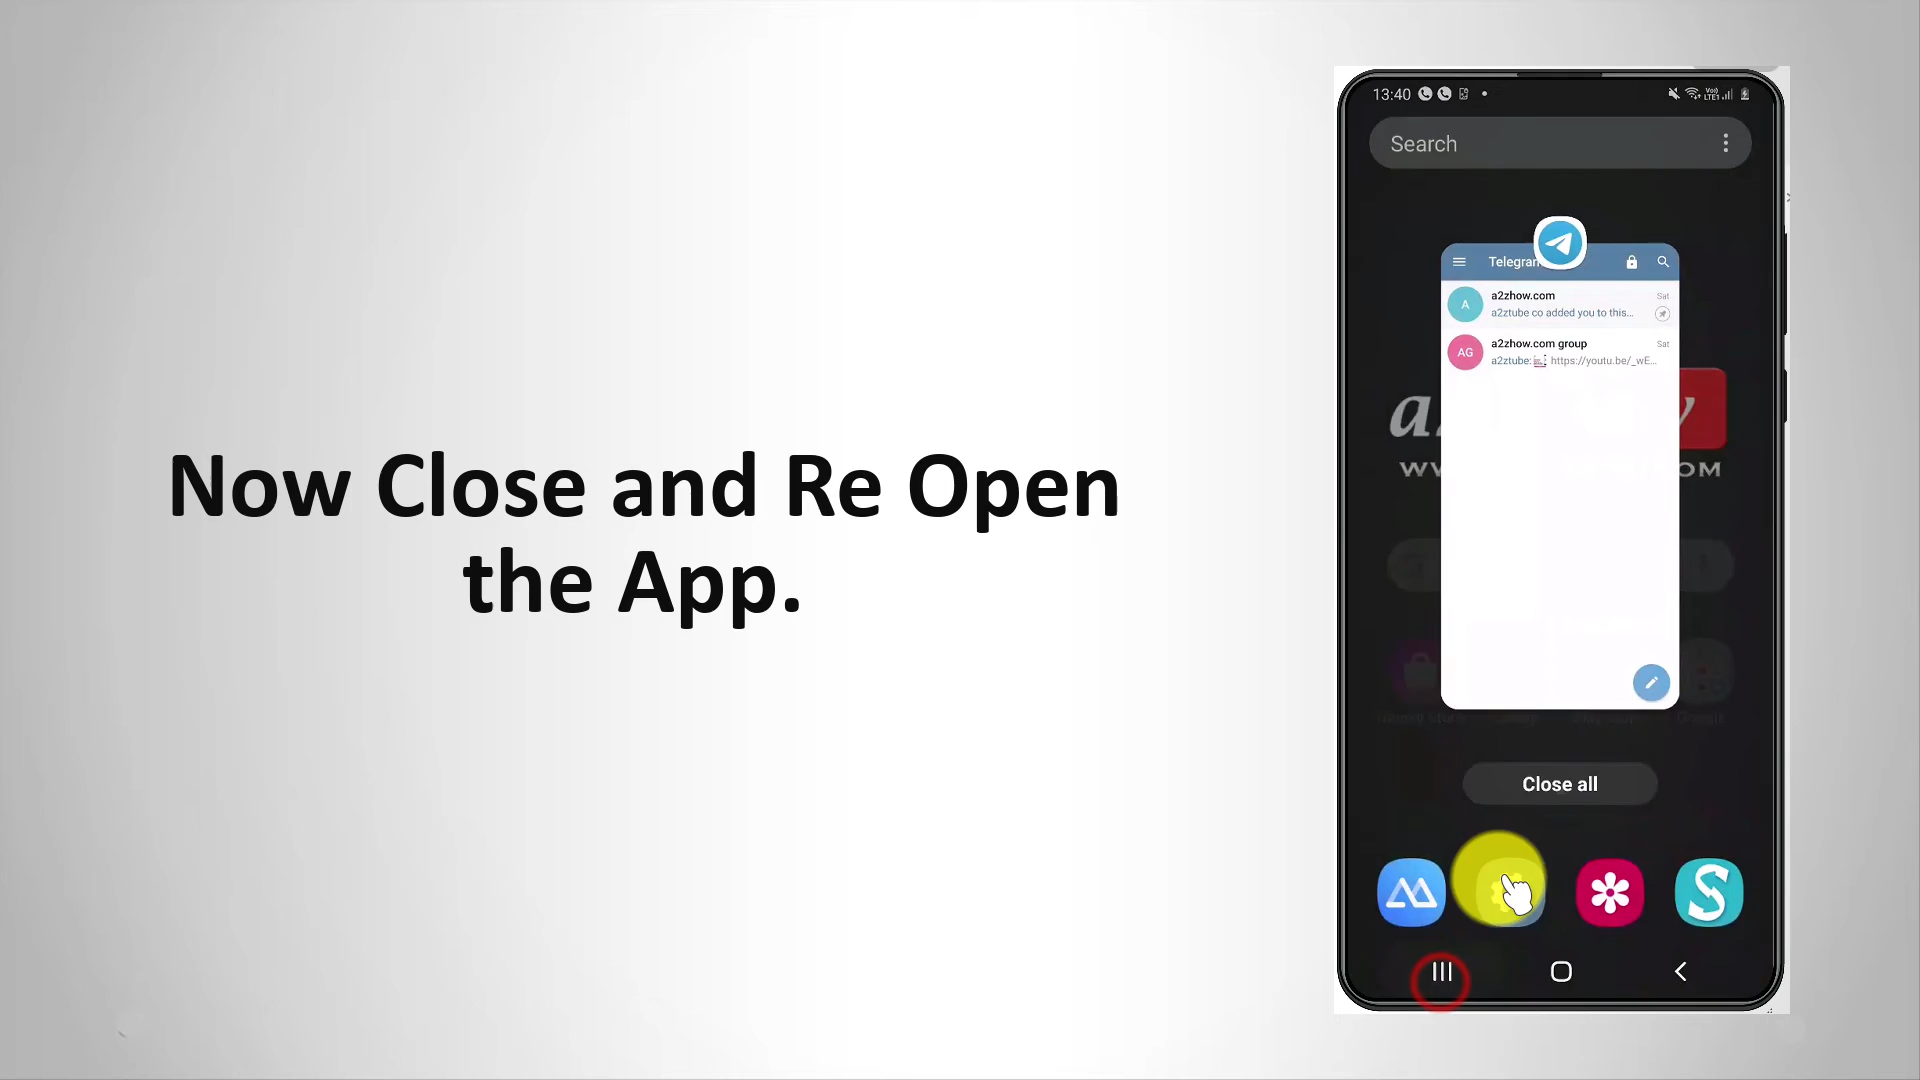 Now Close and Re Open
the App.
13:40
Search
Telegram
a2zhow.com
Sat
a2ztube co added you to this...
AG
a2zhow.com group
Sat
a2ztube: https://youtu.be/_wE...
A
Close all